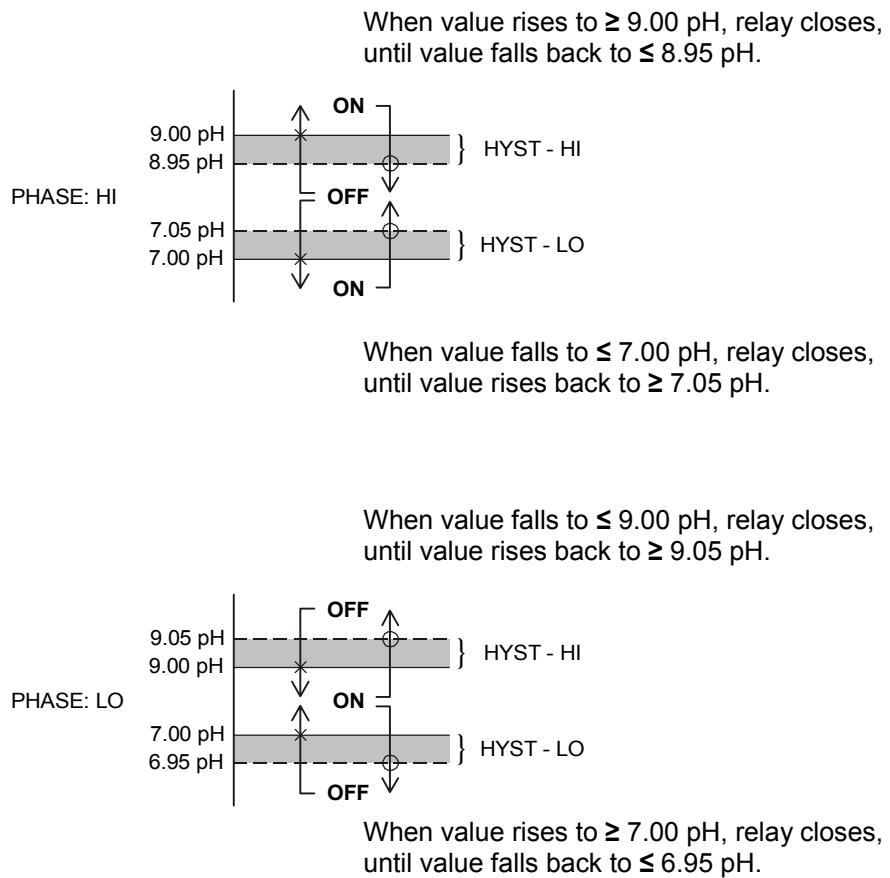 When value rises to ≥ 9.00 pH, relay closes,
until value falls back to ≤ 8.95 pH.
ON
9.00 pH
HYST - HI
8.95 pH
PHASE: HI
OFF
7.05 pH
HYST - LO
7.00 pH
ON
When value falls to ≤ 7.00 pH, relay closes,
until value rises back to ≥ 7.05 pH.
When value falls to ≤ 9.00 pH, relay closes,
until value rises back to ≥ 9.05 pH.
OFF
9.05 pH
HYST - HI
9.00 pH
PHASE: LO
ON
7.00 pH
HYST - LO
6.95 pH
OFF
When value rises to ≥ 7.00 pH, relay closes,
until value falls back to ≤ 6.95 pH.